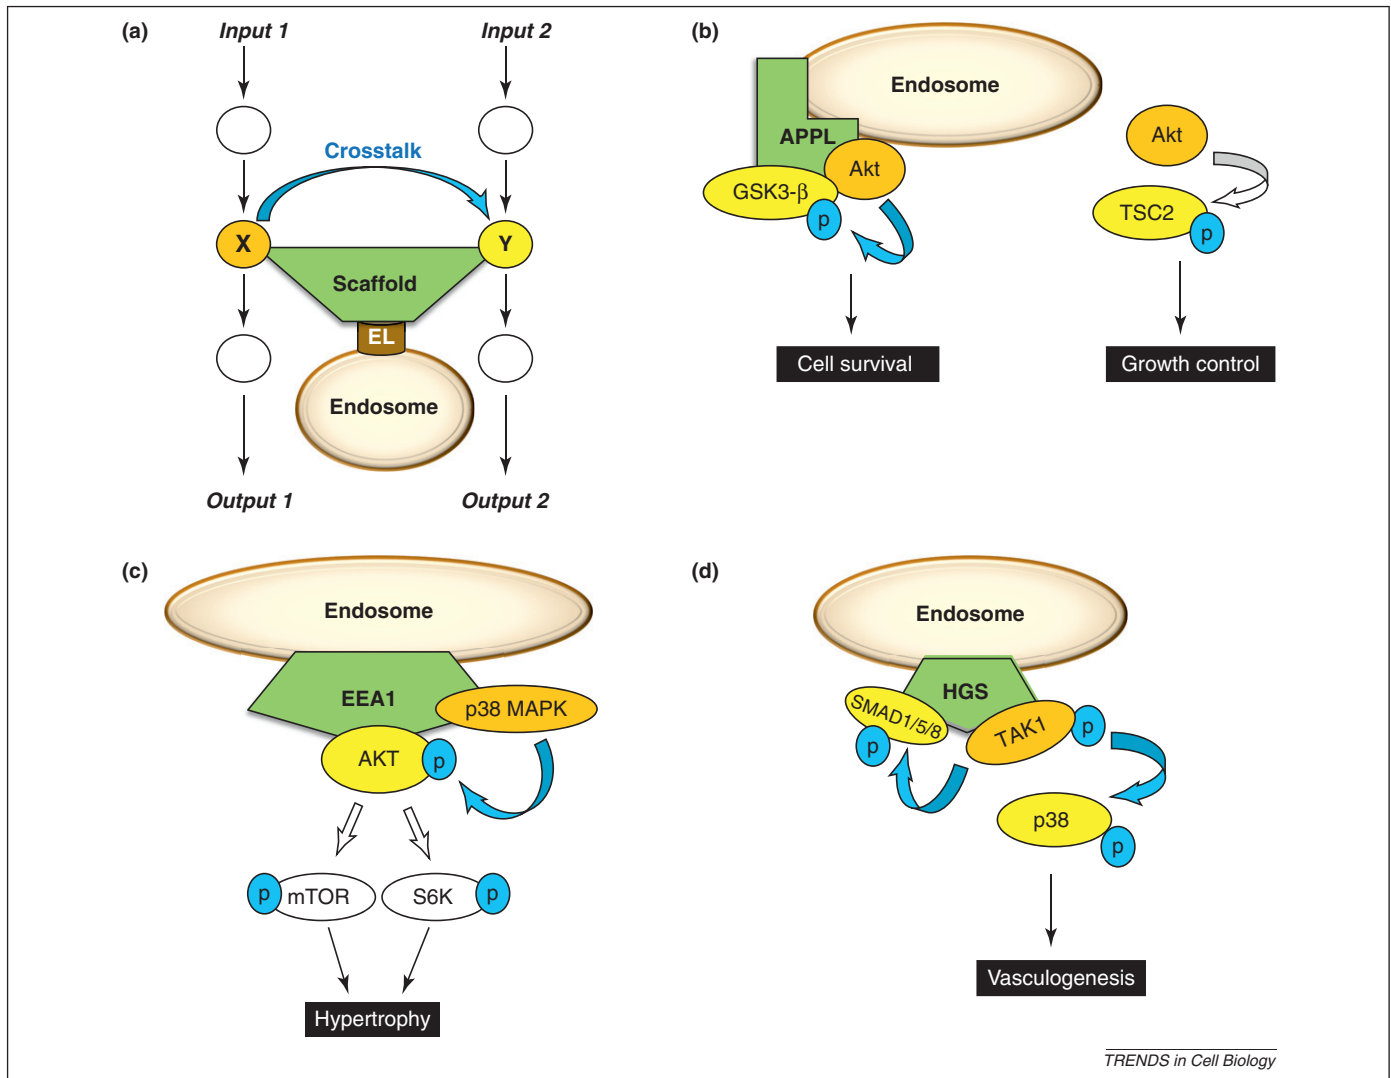 (a)
Input 1
Input 2
Crosstalk
X
Y
Scaffold
EL
Endosome
Output 1
Output 2
(b)
Endosome
APPL
Akt
GSK3-β
p
Cell survival
Akt
TSC2
p
Growth control
(c)
Endosome
EEA1
p38 MAPK
AKT
p
p
mTOR
S6K
p
Hypertrophy
(d)
Endosome
HGS
SMAD1/5/8
p
TAK1
p
p38
p
Vasculogenesis
TRENDS in Cell Biology